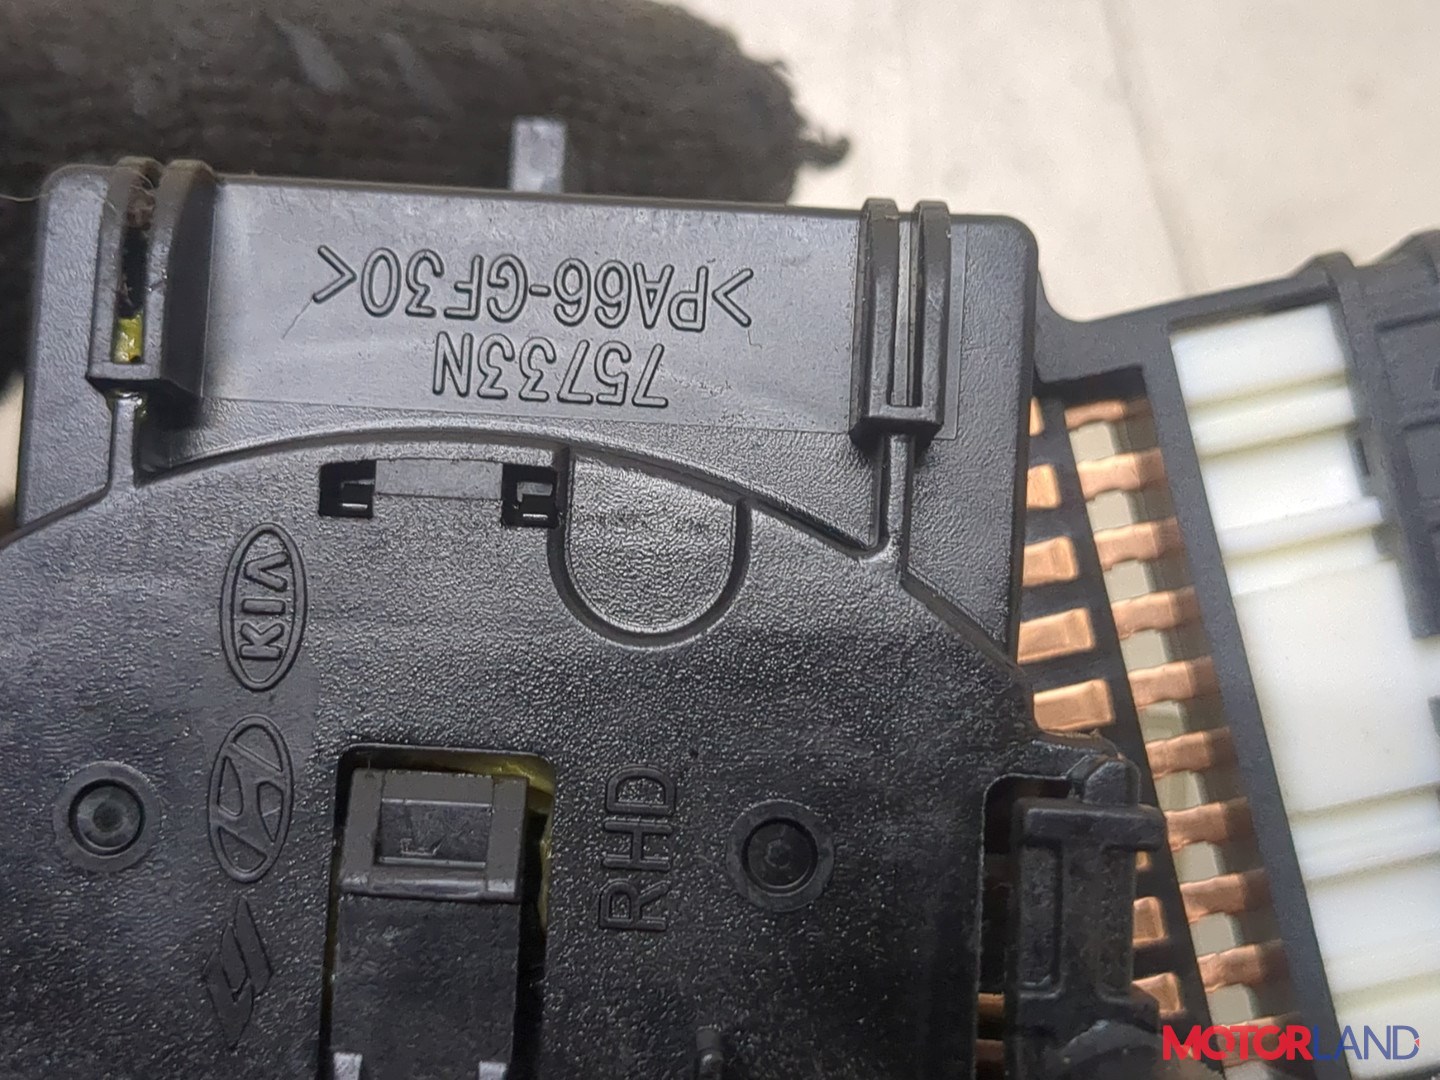 75733N
>PA66-GF30<
KIA
RHD
MOTORLAND